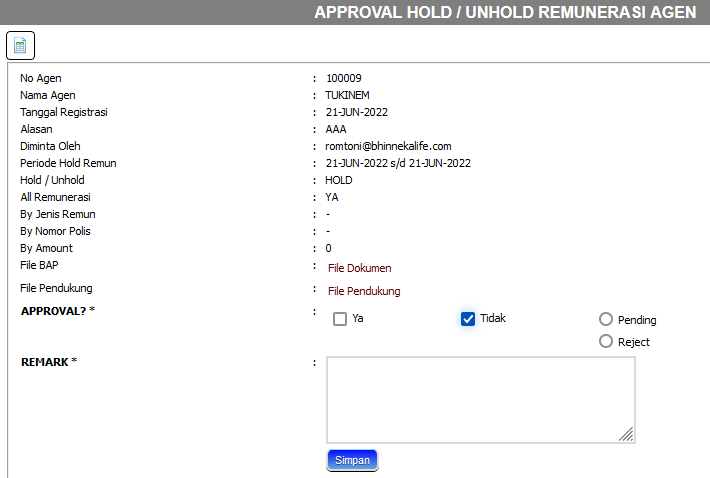 APPROVAL HOLD / UNHOLD REMUNERASI AGEN
No Agen : 100009
Nama Agen : TUKINEM
Tanggal Registrasi : 21-JUN-2022
Alasan : AAA
Diminta Oleh : romtoni@bhinnekalife.com
Periode Hold Remun : 21-JUN-2022 s/d 21-JUN-2022
Hold / Unhold : HOLD
All Remunerasi : YA
By Jenis Remun : -
By Nomor Polis : -
By Amount : 0
File BAP : File Dokumen
File Pendukung : File Pendukung
APPROVAL? * : Ya Tidak Pending
Reject
REMARK * :
Simpan